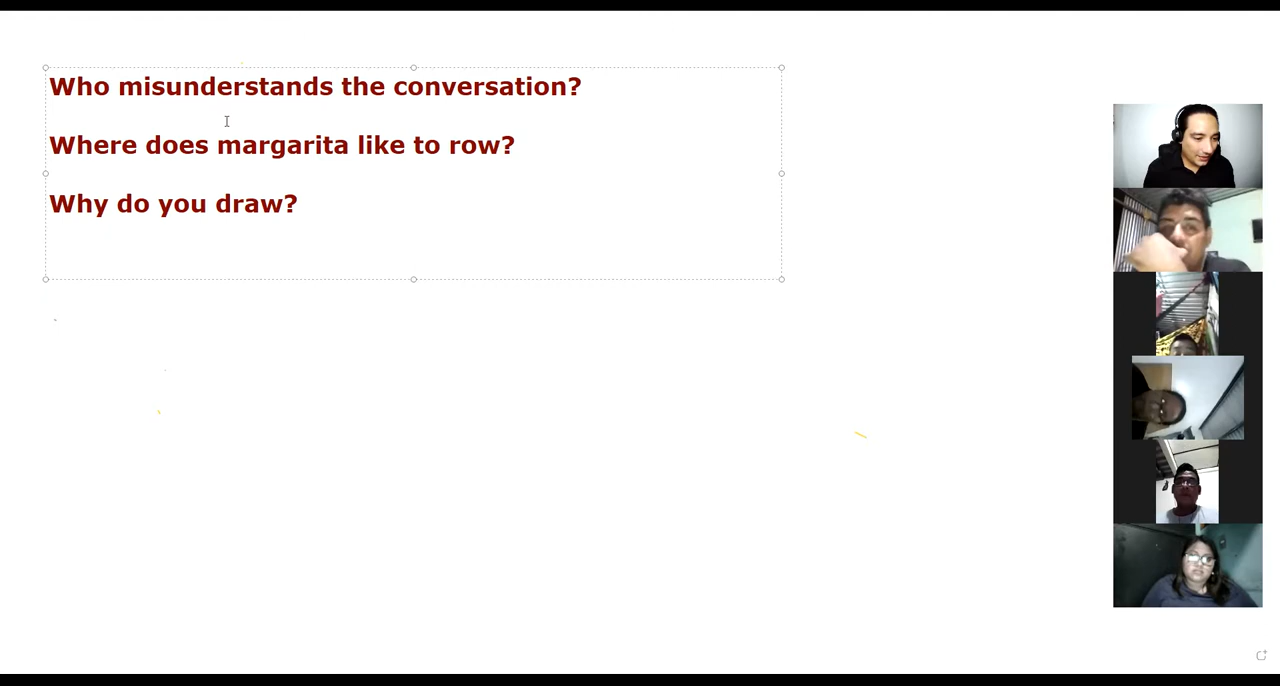 Who misunderstands the conversation?
Where does margarita like to row?
Why do you draw?